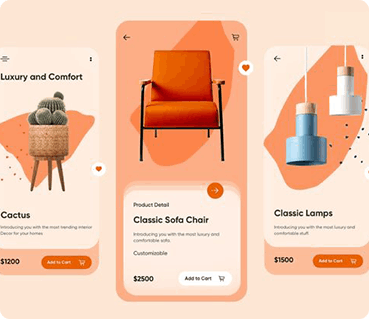 Luxury and Comfort
Cactus
Introducing you with the most trending Interior
Decor for your homes
$1200
Add to Cart
Product Detail
Classic Sofa Chair
Introducing you with the most luxury and
comfortable sofa.
Customizable
$2500
Add to Cart
Classic Lamps
Introducing you with the most luxury and
comfortable stuff.
$1500
Add to Cart